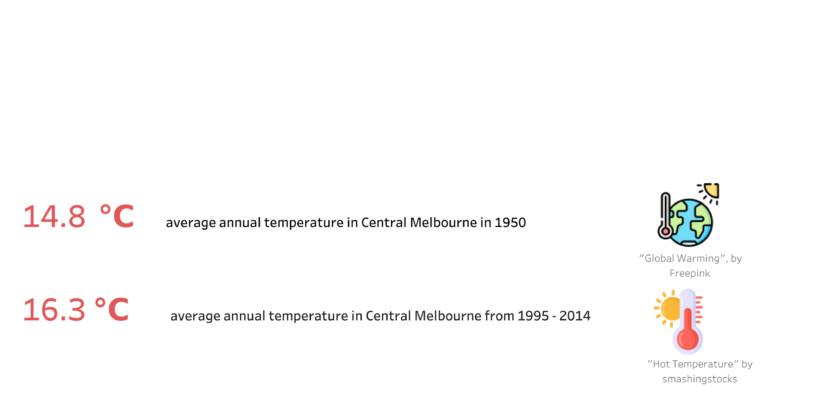 14.8 °C
average annual temperature in Central Melbourne in 1950
"Global Warming", by
Freepink
16.3 °C
average annual temperature in Central Melbourne from 1995 - 2014
"Hot Temperature" by
smashingstocks